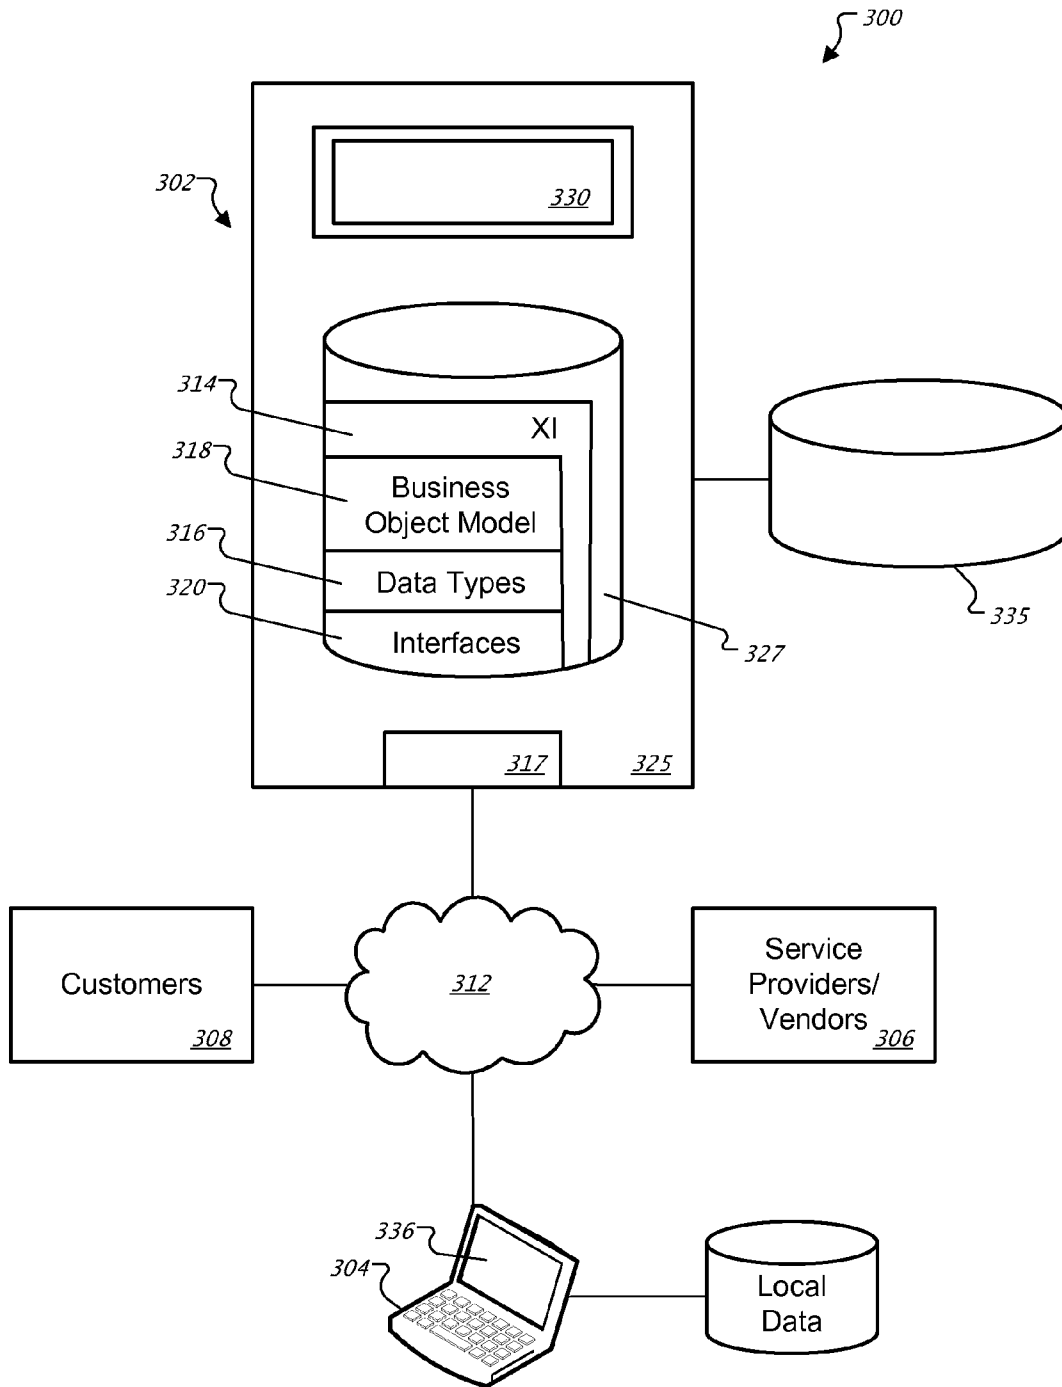 300
302
330
314
XI
318
Business
Object Model
316
Data Types
320
Interfaces
327
335
317
325
Customers
308
312
Service
Providers/
Vendors
306
336
304
Local
Data